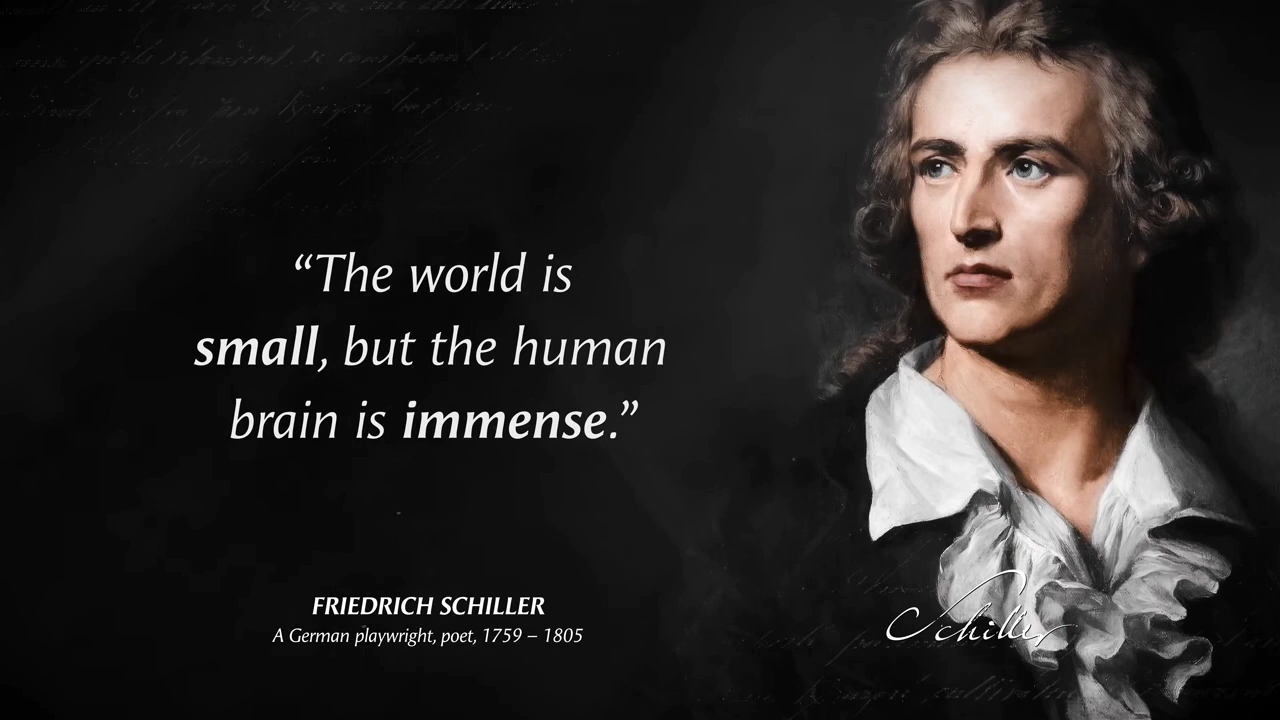 “The world is
small, but the human
brain is immense.”
FRIEDRICH SCHILLER
A German playwright, poet, 1759 – 1805
Schiller